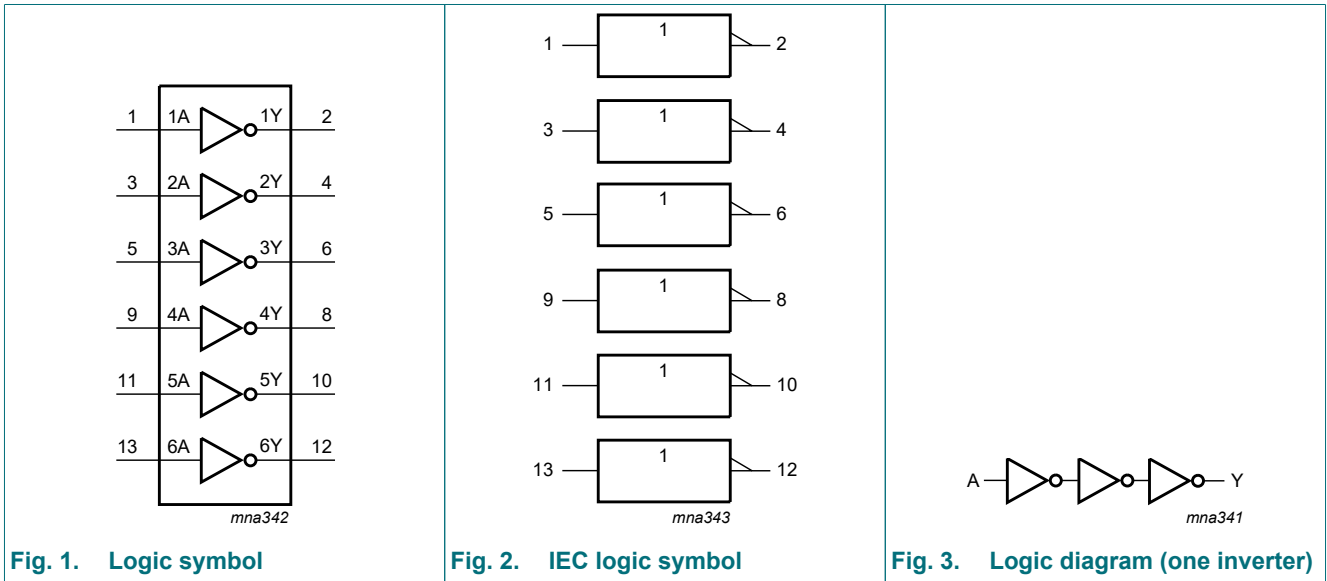 1 1A 1Y 2
3 2A 2Y 4
5 3A 3Y 6
9 4A 4Y 8
11 5A 5Y 10
13 6A 6Y 12
mna342
Fig. 1. Logic symbol
1 1 2
3 1 4
5 1 6
9 1 8
11 1 10
13 1 12
mna343
Fig. 2. IEC logic symbol
A Y
mna341
Fig. 3. Logic diagram (one inverter)